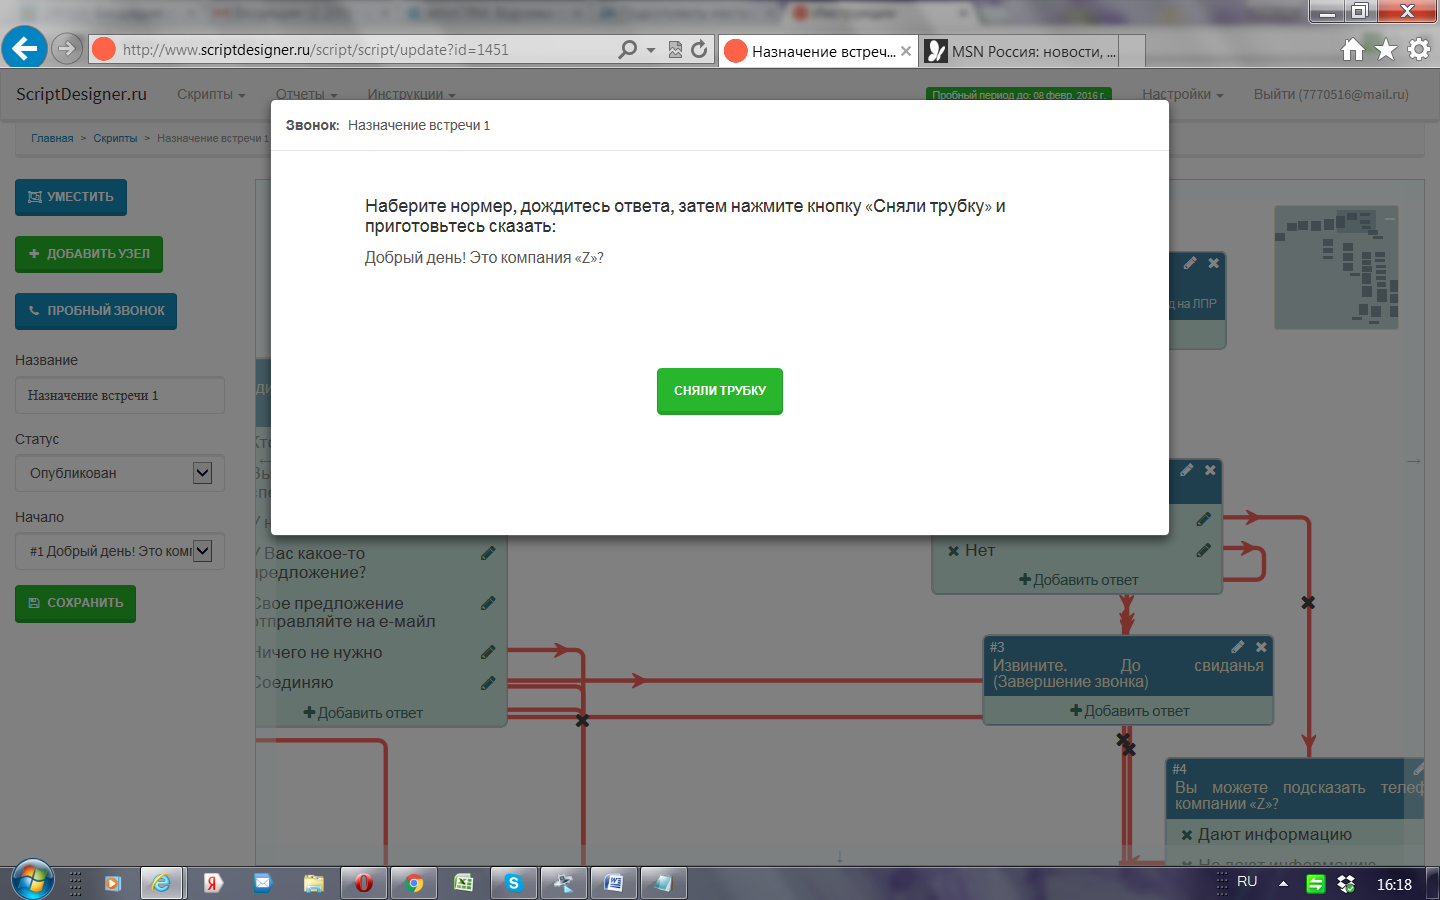 http://www.scriptdesigner.ru/script/script/update?id=1451
Назначение встреч...
MSN Россия: новости, ...
ScriptDesigner.ru
Скрипты
Отчеты
Инструкции
Пробный период до: 08 февр. 2016 г.
Настройки
Выйти (7770516@mail.ru)
Главная > Скрипты > Назначение встречи 1
Звонок: Назначение встречи 1
Наберите нормер, дождитесь ответа, затем нажмите кнопку «Сняли трубку» и
приготовьтесь сказать:
Добрый день! Это компания «Z»?
СНЯЛИ ТРУБКУ
УМЕСТИТЬ
ДОБАВИТЬ УЗЕЛ
ПРОБНЫЙ ЗВОНОК
Название
Назначение встречи 1
Статус
Опубликован
Начало
#1 Добрый день! Это комп
СОХРАНИТЬ
д на ЛПР
У Вас какое-то
предложение?
Свое предложение
отправляйте на е-майл
Ничего не нужно
Соединяю
Добавить ответ
Нет
Добавить ответ
#3
Извините. До свиданья
(Завершение звонка)
Добавить ответ
#4
Вы можете подсказать телеф
компании «Z»?
Дают информацию
Не дают информацию
RU
16:18